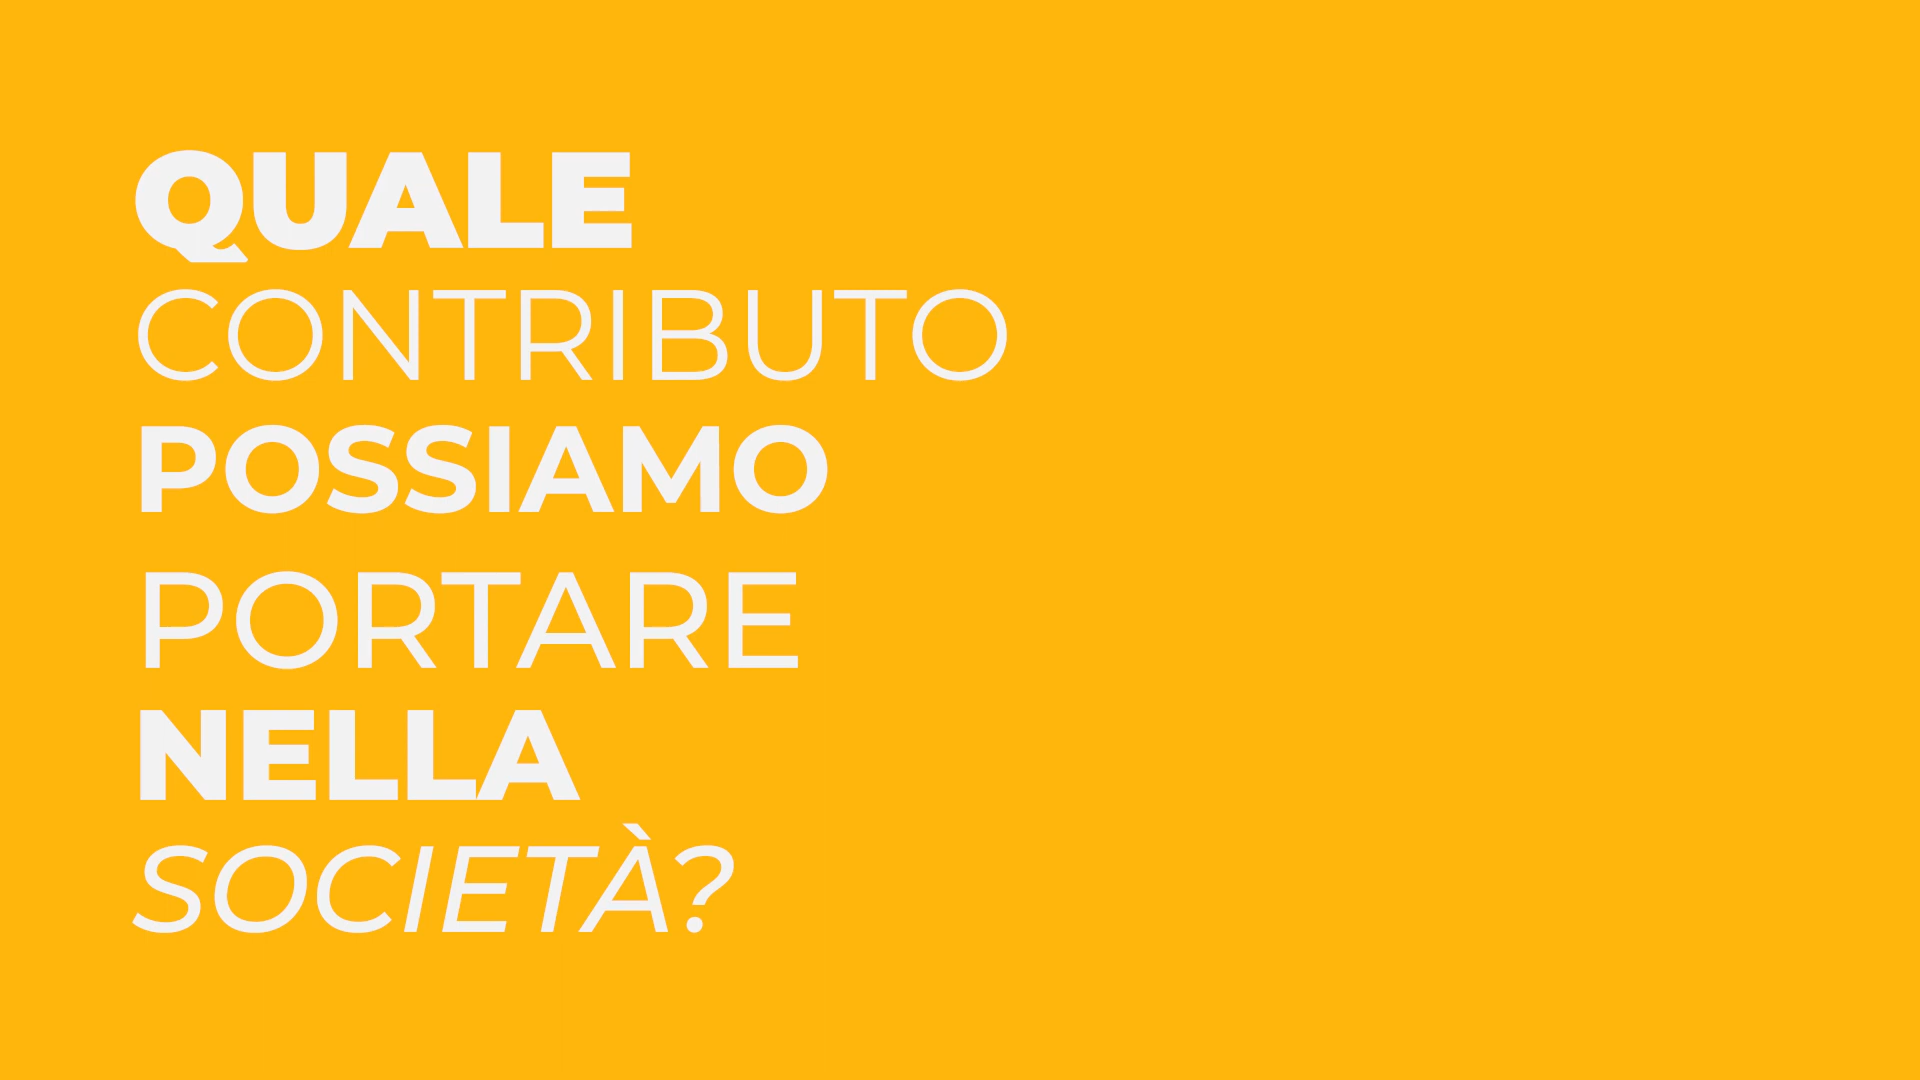 QUALE
CONTRIBUTO
POSSIAMO
PORTARE
NELLA
SOCIETÀ?